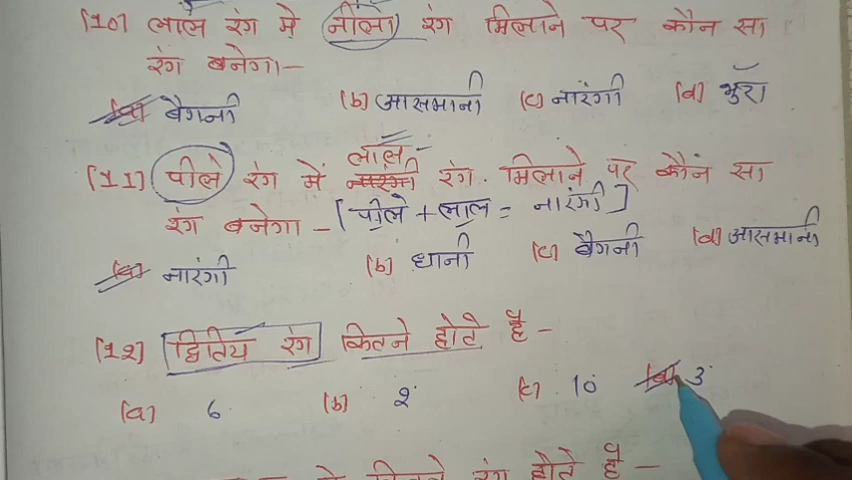 [10] लाल रंग में नीला रंग मिलाने पर कौन सा
रंग बनेगा-
(a) बैगनी (b) आसमानी (c) नारंगी (d) भुरा
लाल-
[11] पीले रंग में नारंगी रंग मिलाने पर कौन सा
रंग बनेगा - [पीले + लाल = नारंगी]
(a) नारंगी (b) धानी (c) बैगनी (d) आसमानी
[12] द्वितिय रंग कितने होते है -
(a) 6 (b) 2 (c) 10 (d) 3
रंग होते है -